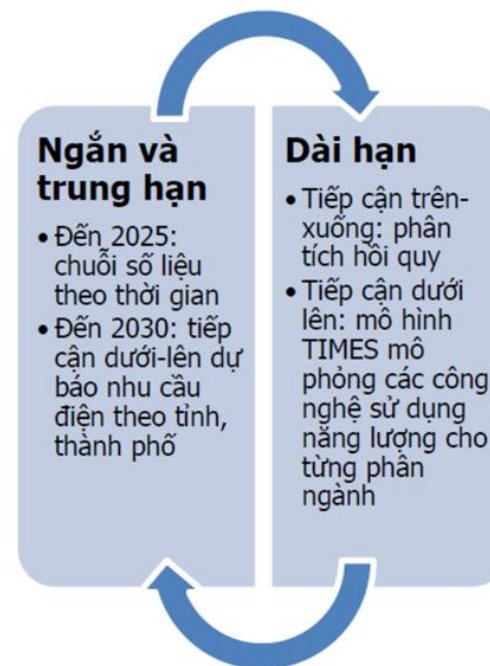 Ngắn và
trung hạn
• Đến 2025:
chuỗi số liệu
theo thời gian
• Đến 2030: tiếp
cận dưới-lên dự
báo nhu cầu
điện theo tỉnh,
thành phố
Dài hạn
• Tiếp cận trên-
xuống: phân
tích hồi quy
• Tiếp cận dưới
lên: mô hình
TIMES mô
phỏng các công
nghệ sử dụng
năng lượng cho
từng phân
ngành